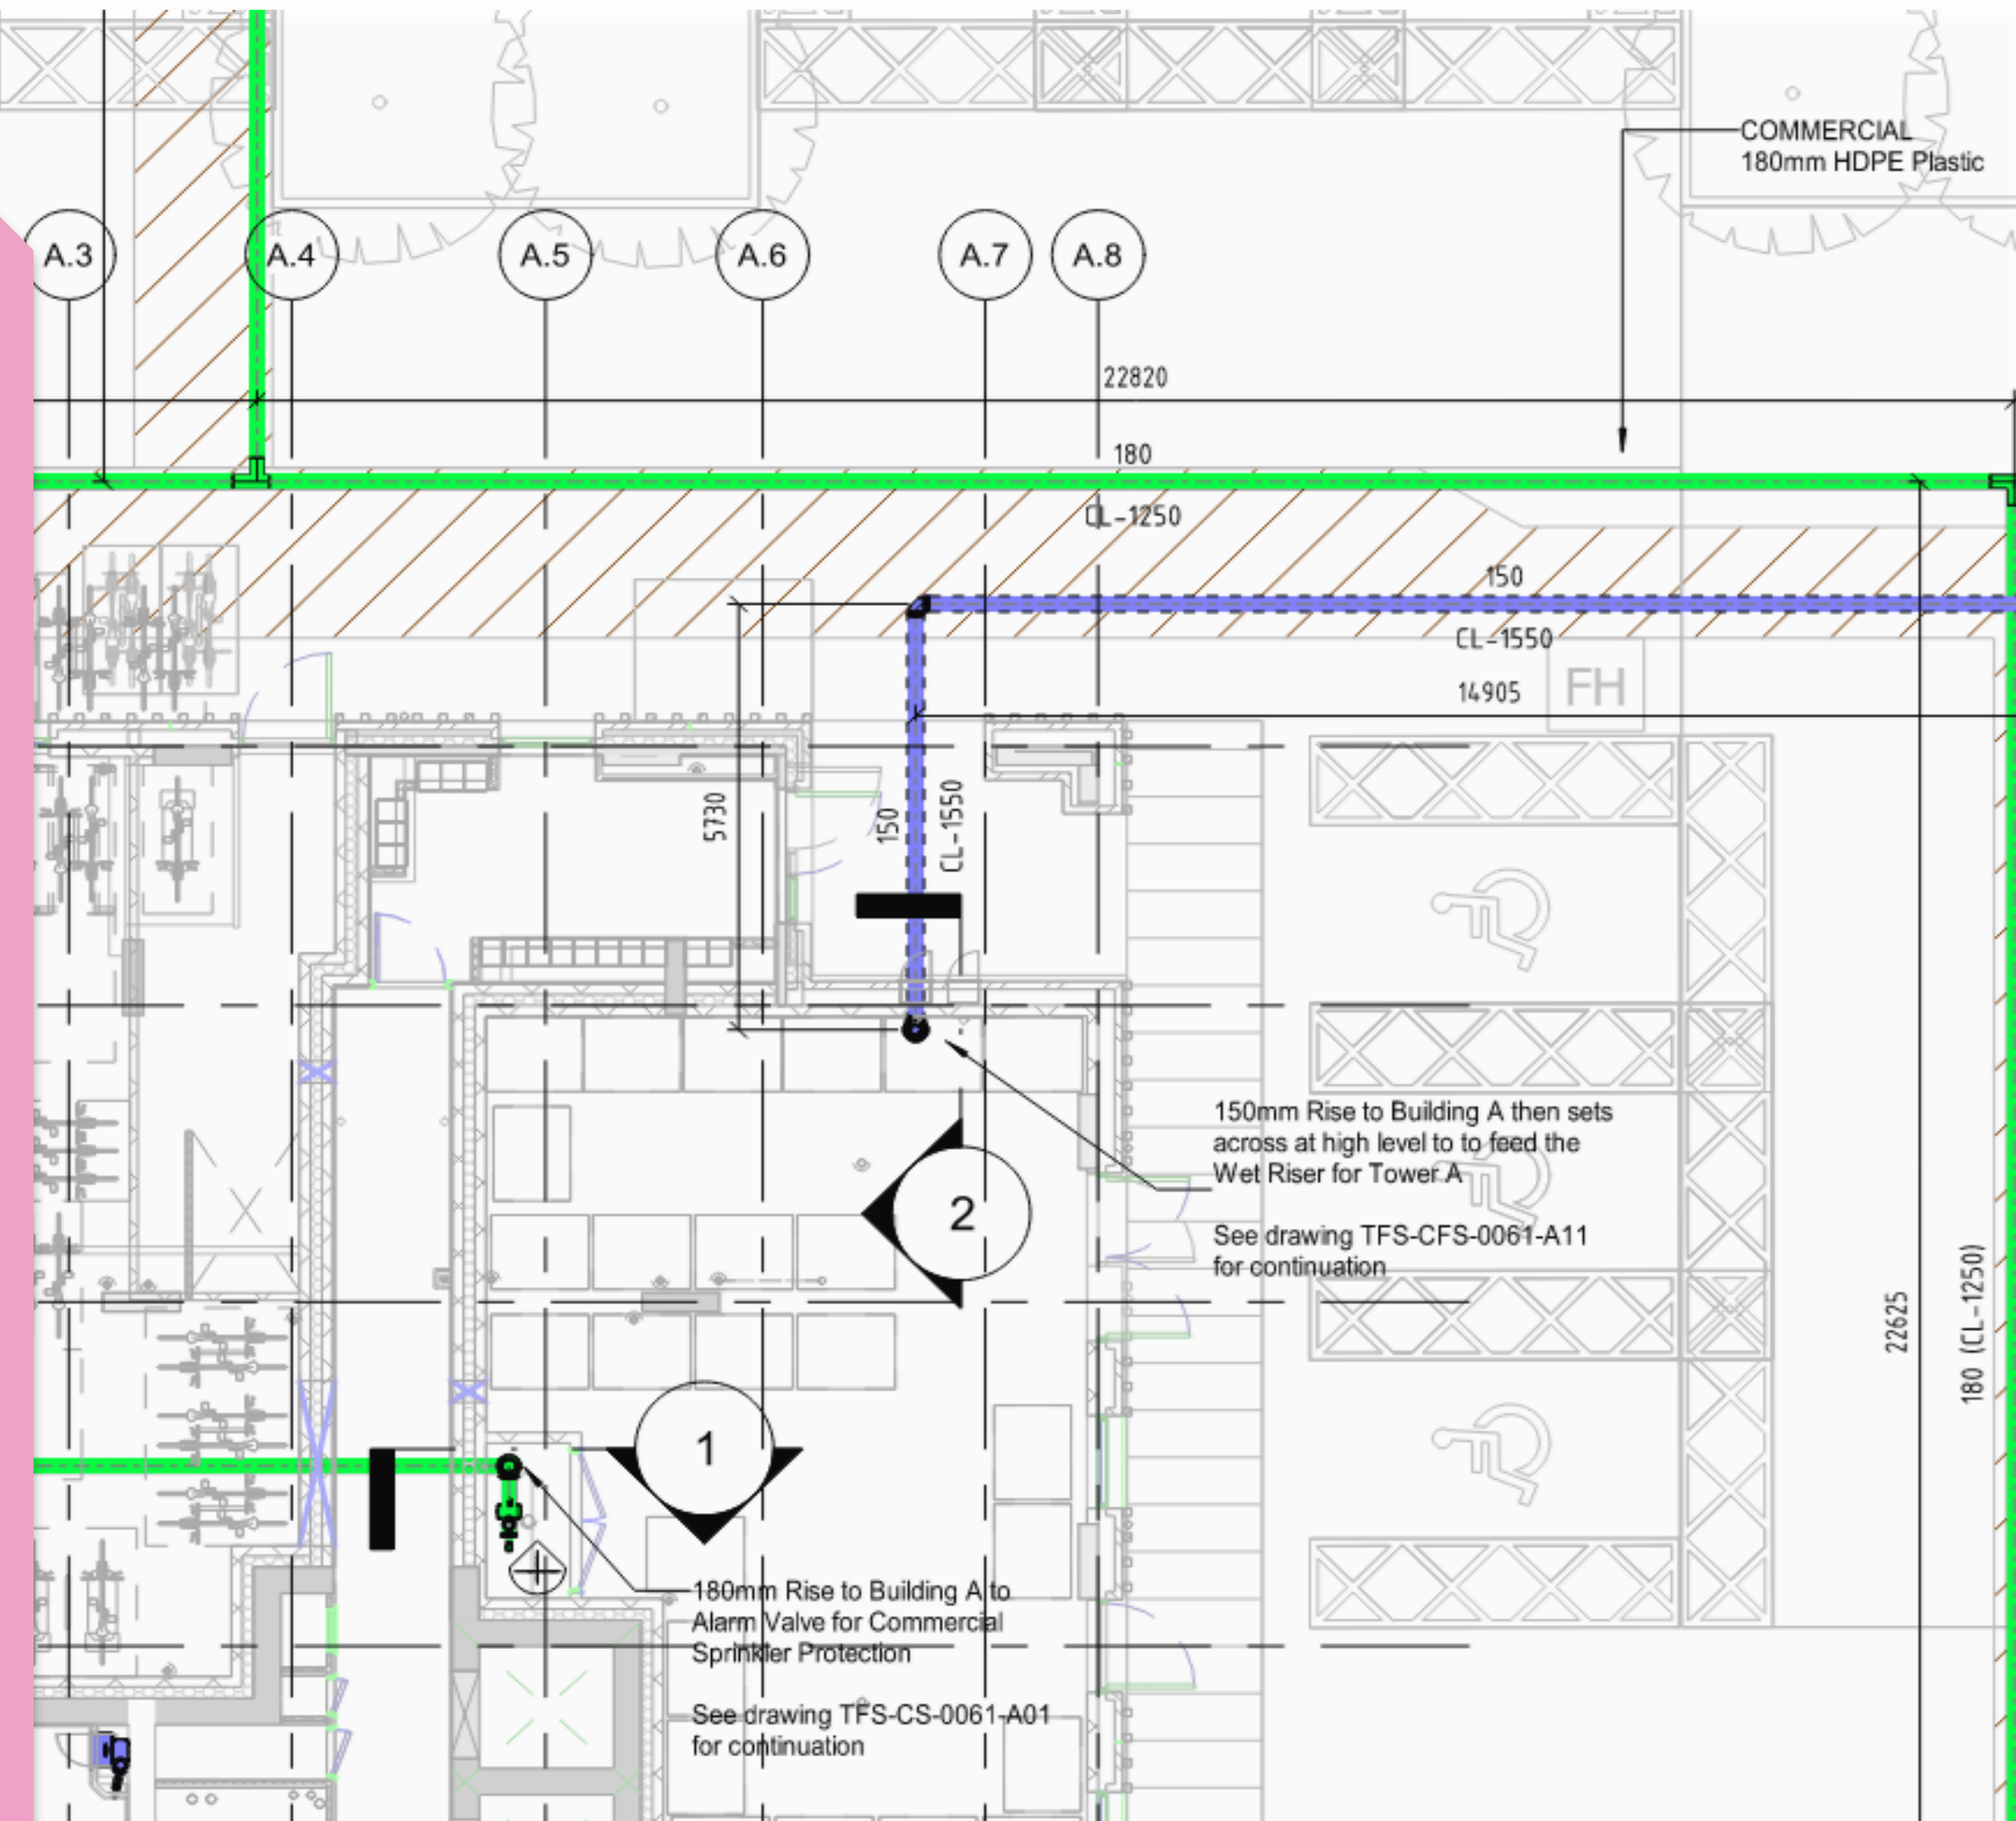 COMMERCIAL
180mm HDPE Plastic
A.3
A.4
A.5
A.6
A.7
A.8
22820
180
CL-1250
150
CL-1550
14905
FH
5730
150
CL-1550
150mm Rise to Building A then sets
across at high level to to feed the
Wet Riser for Tower A
See drawing TFS-CFS-0061-A11
for continuation
2
22625
180 (CL-1250)
1
180mm Rise to Building A to
Alarm Valve for Commercial
Sprinkler Protection
See drawing TFS-CS-0061-A01
for continuation